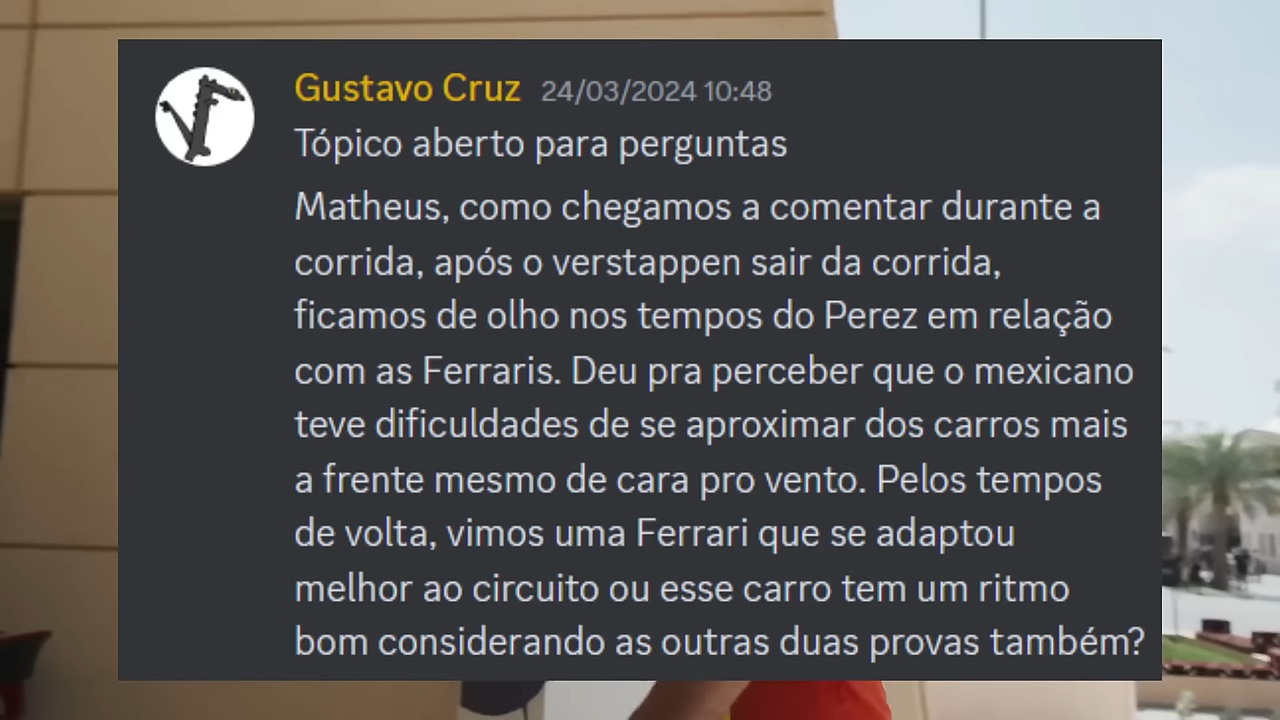 Gustavo Cruz 24/03/2024 10:48
Tópico aberto para perguntas
Matheus, como chegamos a comentar durante a
corrida, após o verstappen sair da corrida,
ficamos de olho nos tempos do Perez em relação
com as Ferraris. Deu pra perceber que o mexicano
teve dificuldades de se aproximar dos carros mais
a frente mesmo de cara pro vento. Pelos tempos
de volta, vimos uma Ferrari que se adaptou
melhor ao circuito ou esse carro tem um ritmo
bom considerando as outras duas provas também?